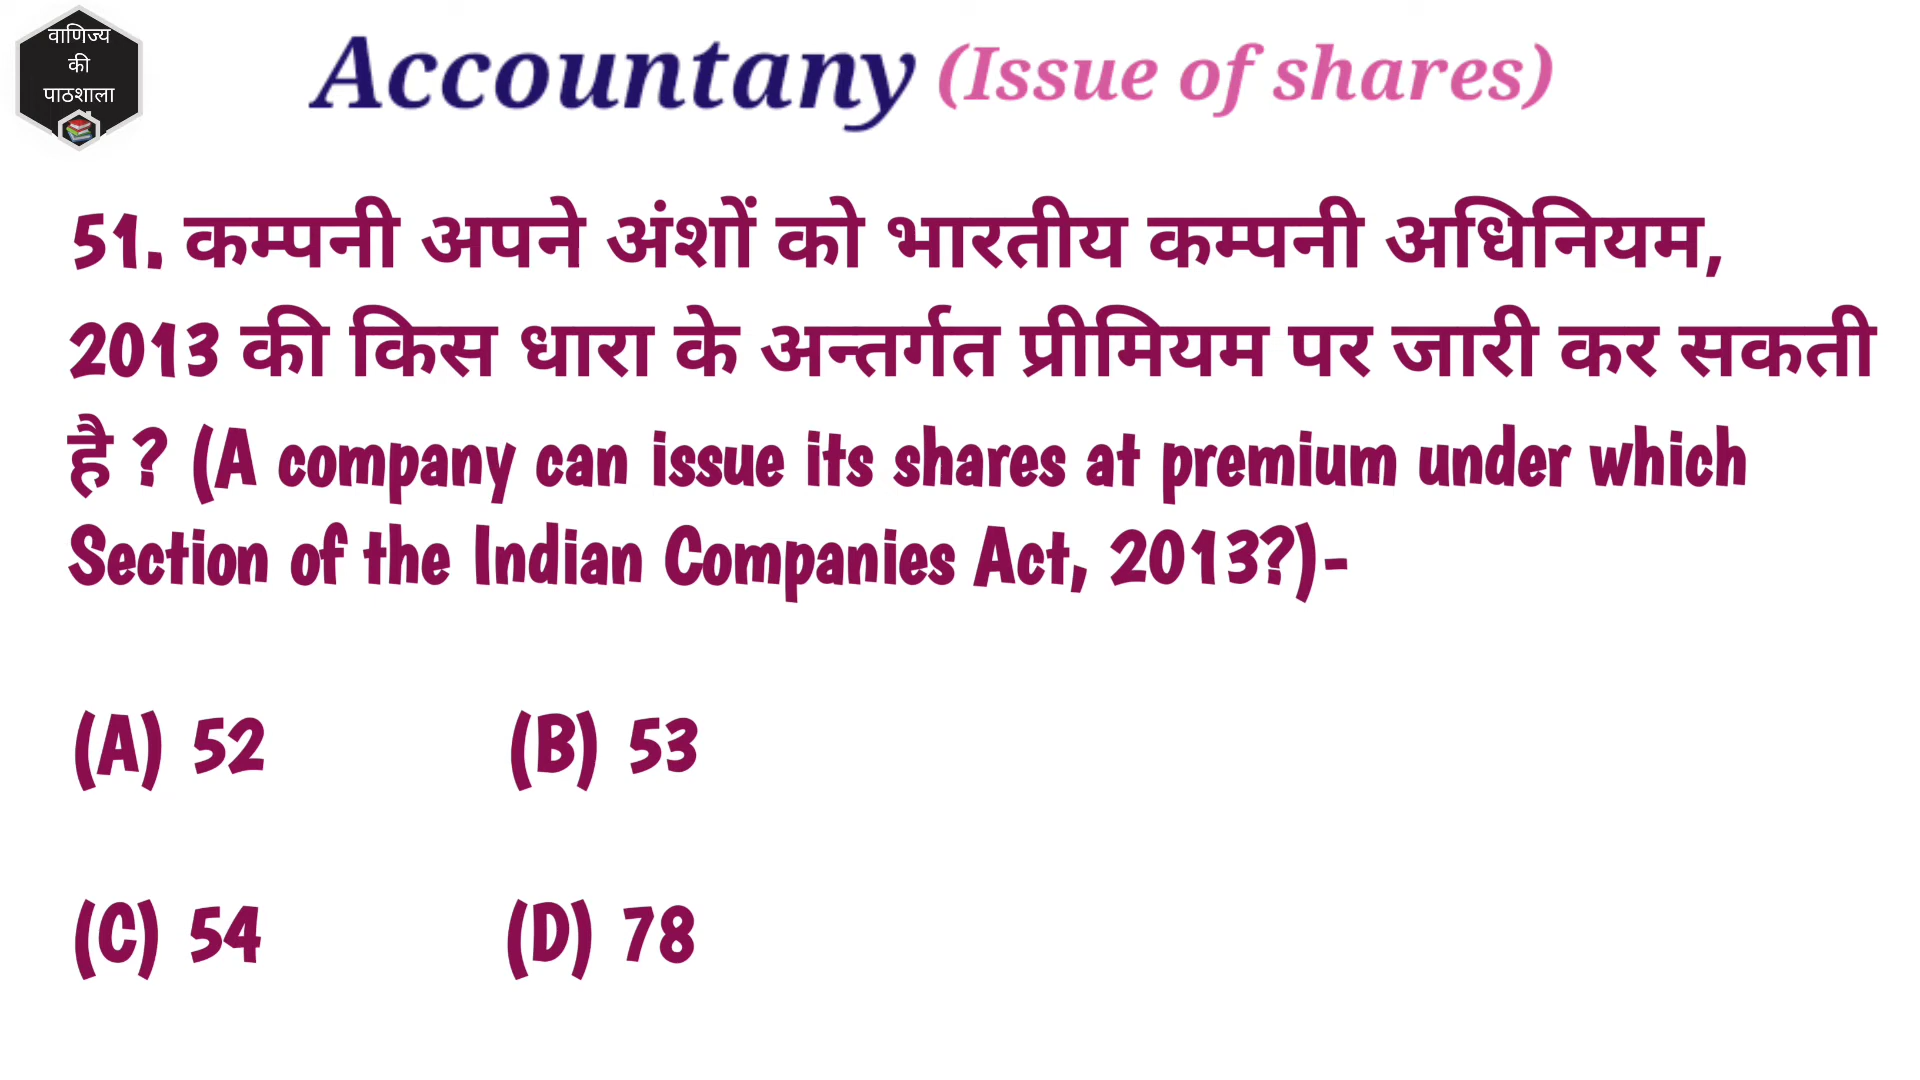 वाणिज्य
की
पाठशाला
Accountany (Issue of shares)
51. कम्पनी अपने अंशों को भारतीय कम्पनी अधिनियम,
2013 की किस धारा के अन्तर्गत प्रीमियम पर जारी कर सकती
है ? (A company can issue its shares at premium under which
Section of the Indian Companies Act, 2013?)-
(A) 52 (B) 53
(C) 54 (D) 78